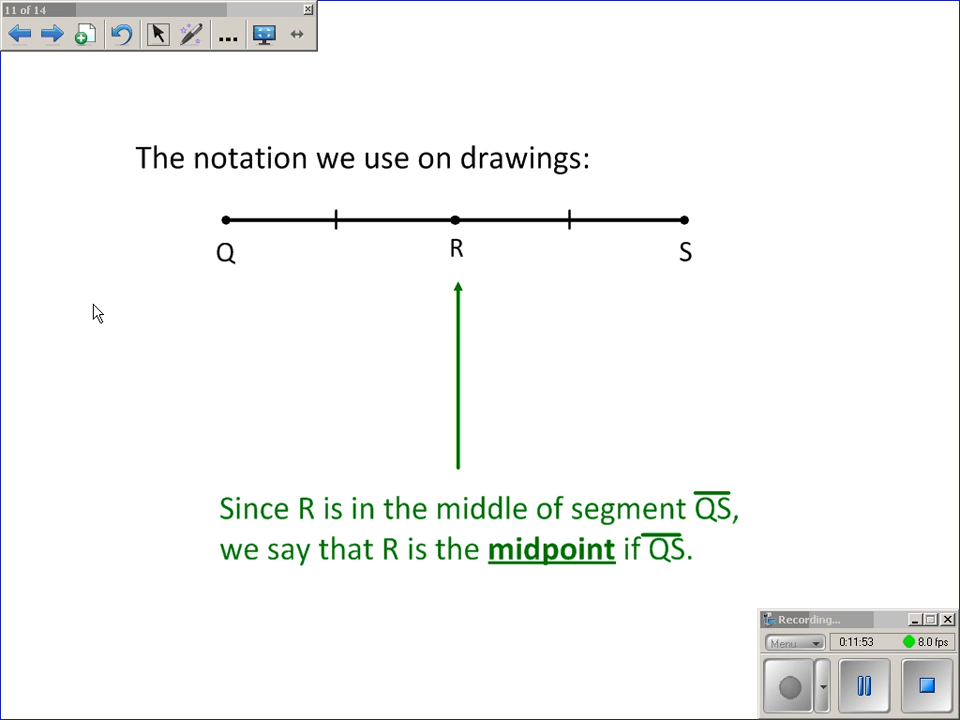 11 of 14
The notation we use on drawings:
Q R S
Since R is in the middle of segment QS,
we say that R is the midpoint if QS.
Recording...
Menu 0:11:53 8.0 fps